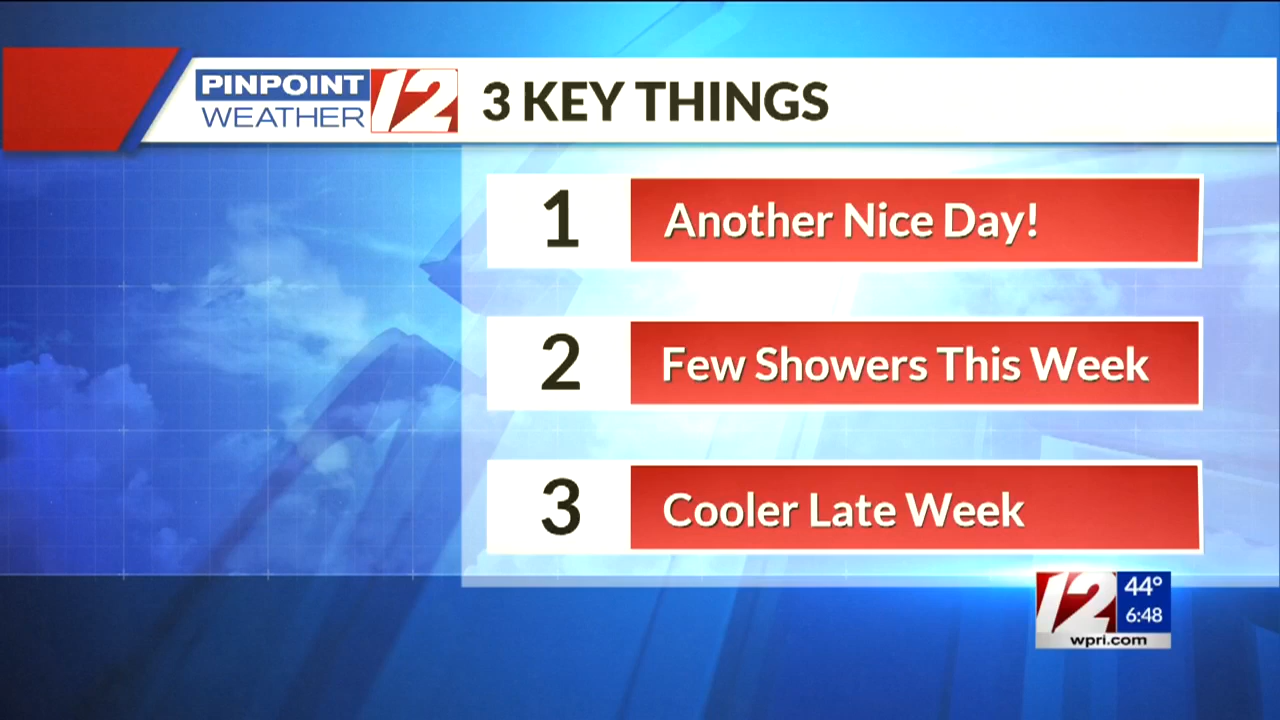 PINPOINT
WEATHER 12
3 KEY THINGS
1 Another Nice Day!
2 Few Showers This Week
3 Cooler Late Week
12 44°
6:48
wpri.com